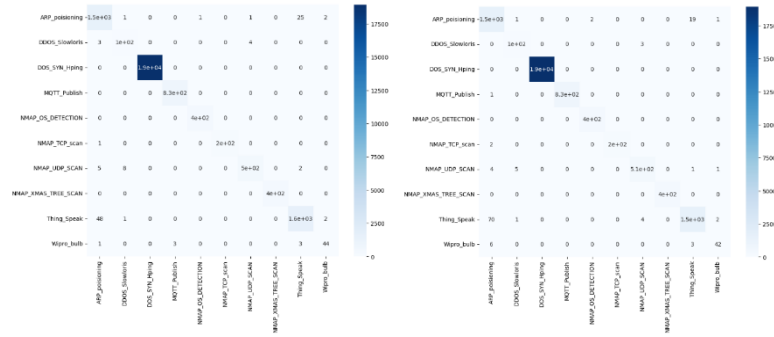 ARP_poisioning 1.5e+03 1 0 0 1 0 1 0 25 2
DDOS_Slowloris 3 1e+02 0 0 0 0 4 0 0 0
DOS_SYN_Hping 0 0 1.9e+04 0 0 0 0 0 0 0
MQTT_Publish 0 0 0 8.3e+02 0 0 0 0 0 0
NMAP_OS_DETECTION 0 0 0 0 4e+02 0 0 0 0 0
NMAP_TCP_scan 1 0 0 0 0 2e+02 0 0 0 0
NMAP_UDP_SCAN 5 8 0 0 0 0 5e+02 0 2 0
NMAP_XMAS_TREE_SCAN 0 0 0 0 0 0 0 4e+02 0 0
Thing_Speak 48 1 0 0 0 0 0 0 1.6e+03 2
Wipro_bulb 1 0 0 3 0 0 0 0 3 44
ARP_poisioning
DDOS_Slowloris
DOS_SYN_Hping
MQTT_Publish
NMAP_OS_DETECTION
NMAP_TCP_scan
NMAP_UDP_SCAN
NMAP_XMAS_TREE_SCAN
Thing_Speak
Wipro_bulb
17500
15000
12500
10000
7500
5000
2500
0
ARP_poisioning 1.5e+03 1 0 0 2 0 0 0 19 1
DDOS_Slowloris 0 1e+02 0 0 0 0 3 0 0 0
DOS_SYN_Hping 0 0 1.9e+04 0 0 0 0 0 0 0
MQTT_Publish 1 0 0 8.3e+02 0 0 0 0 0 0
NMAP_OS_DETECTION 0 0 0 0 4e+02 0 0 0 0 0
NMAP_TCP_scan 2 0 0 0 0 2e+02 0 0 0 0
NMAP_UDP_SCAN 4 5 0 0 0 0 5.1e+02 0 1 1
NMAP_XMAS_TREE_SCAN 0 0 0 0 0 0 0 4e+02 0 0
Thing_Speak 70 1 0 0 0 0 4 0 1.5e+03 2
Wipro_bulb 6 0 0 0 0 0 0 0 3 42
ARP_poisioning
DDOS_Slowloris
DOS_SYN_Hping
MQTT_Publish
NMAP_OS_DETECTION
NMAP_TCP_scan
NMAP_UDP_SCAN
NMAP_XMAS_TREE_SCAN
Thing_Speak
Wipro_bulb